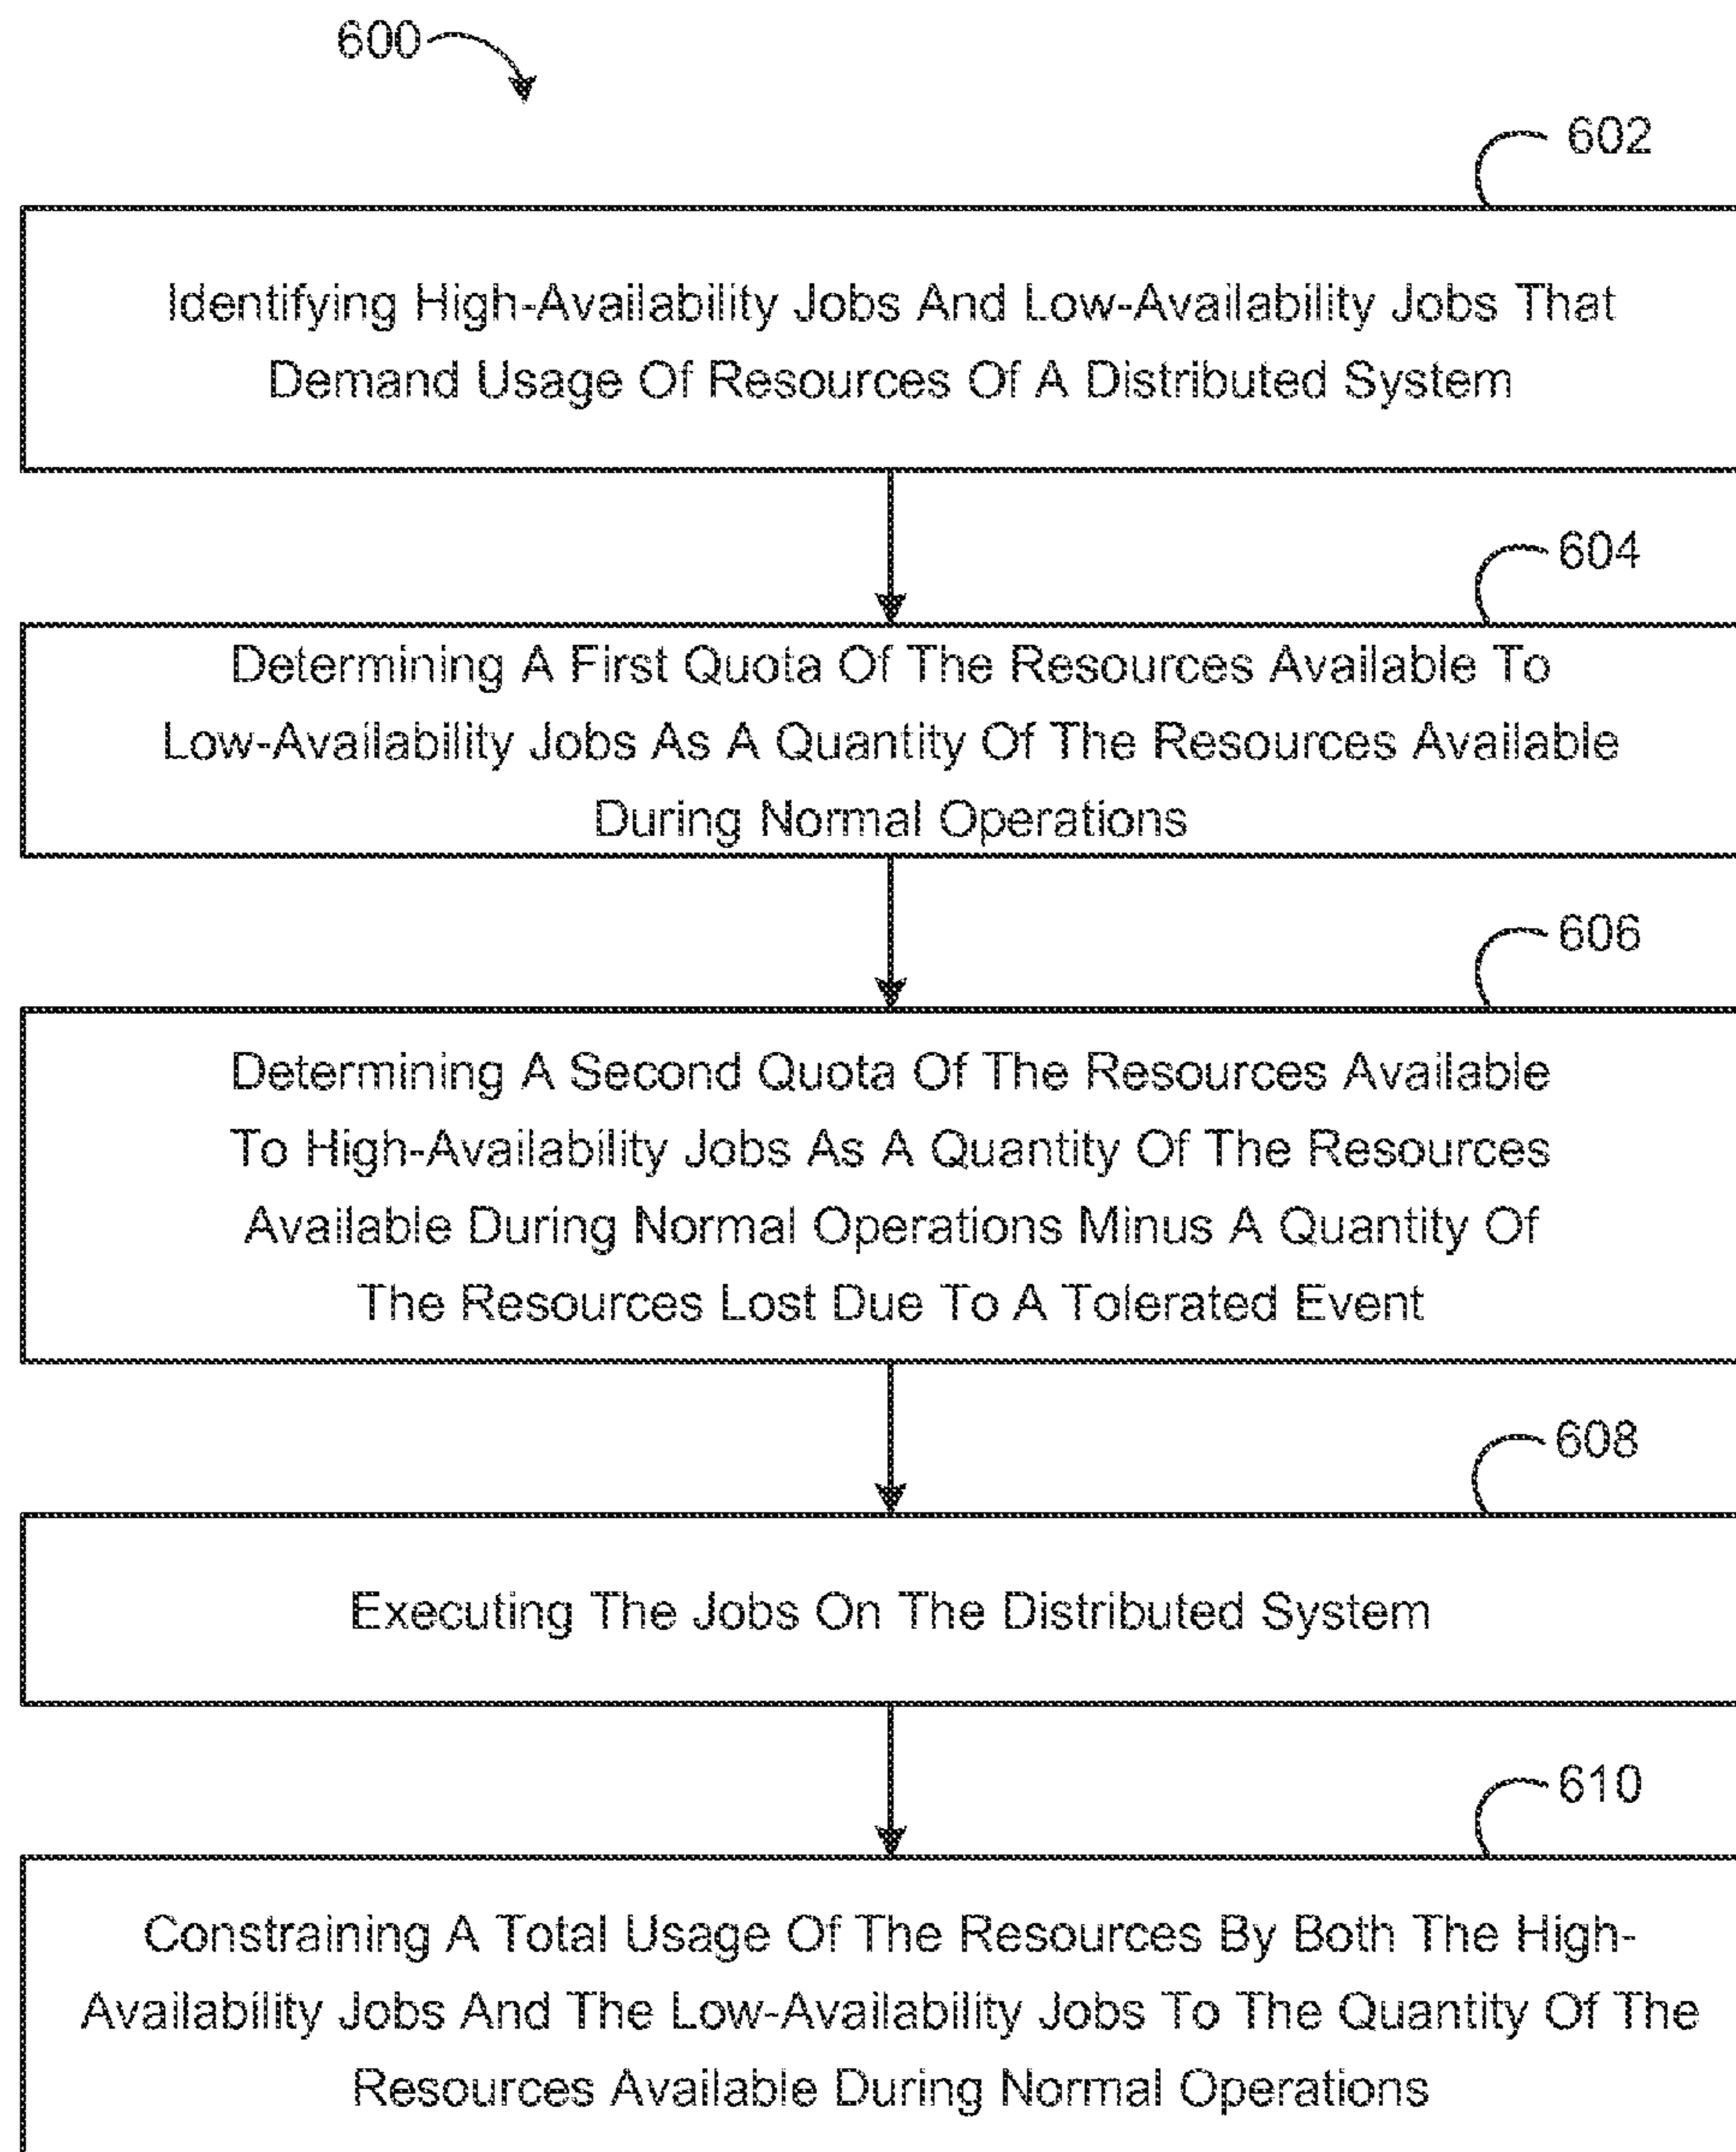 600
602
Identifying High-Availability Jobs And Low-Availability Jobs That
Demand Usage Of Resources Of A Distributed System
604
Determining A First Quota Of The Resources Available To
Low-Availability Jobs As A Quantity Of The Resources Available
During Normal Operations
606
Determining A Second Quota Of The Resources Available
To High-Availability Jobs As A Quantity Of The Resources
Available During Normal Operations Minus A Quantity Of
The Resources Lost Due To A Tolerated Event
608
Executing The Jobs On The Distributed System
610
Constraining A Total Usage Of The Resources By Both The High-
Availability Jobs And The Low-Availability Jobs To The Quantity Of The
Resources Available During Normal Operations